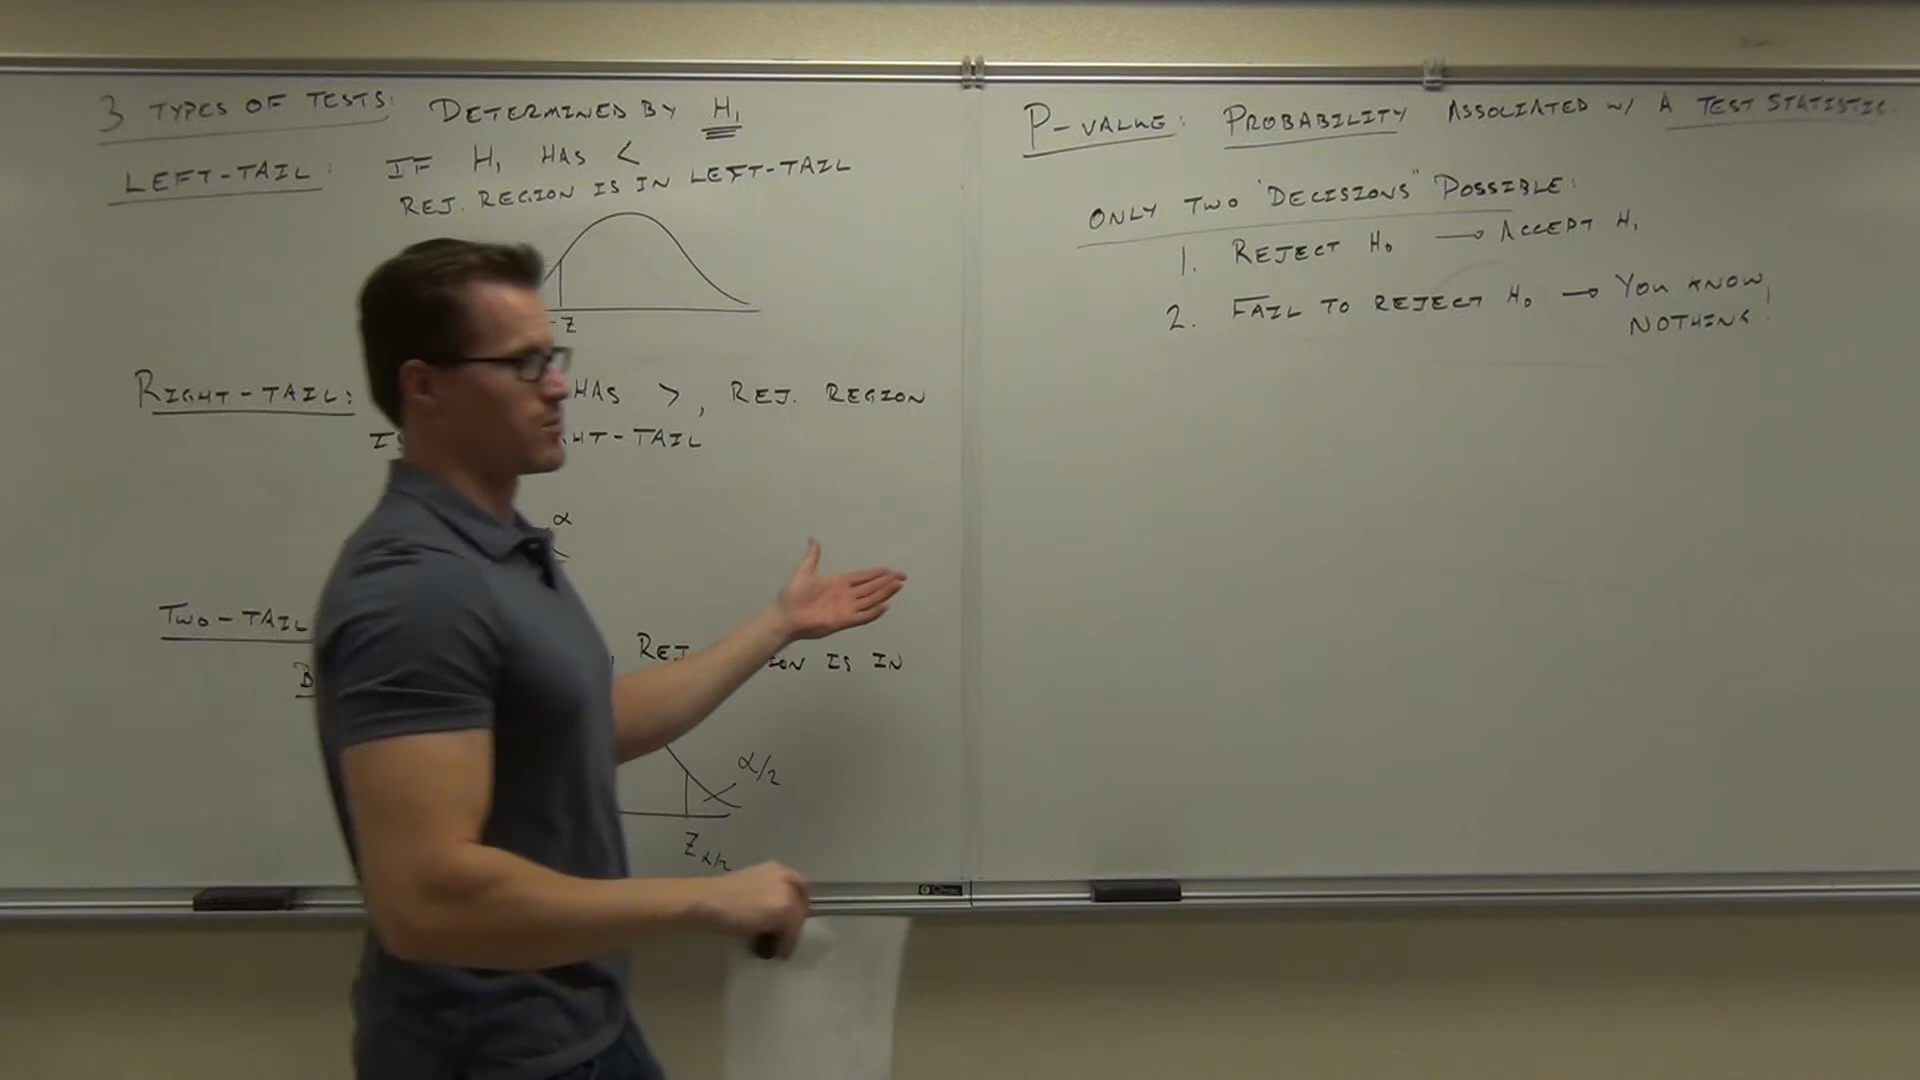 3 TYPES OF TESTS: DETERMINED BY H₁
LEFT-TAIL: IF H₁ HAS <
REJ. REGION IS IN LEFT-TAIL
-Z
RIGHT-TAIL: HAS >, REJ. REGION
-TAIL
α
TWO-TAIL
REJ. IS IN
α/2
Z α/2
P-VALUE: PROBABILITY ASSOCIATED W/ A TEST STATISTIC.
ONLY TWO "DECISIONS" POSSIBLE:
1. REJECT H₀ → ACCEPT H₁
2. FAIL TO REJECT H₀ → YOU KNOW
NOTHING!